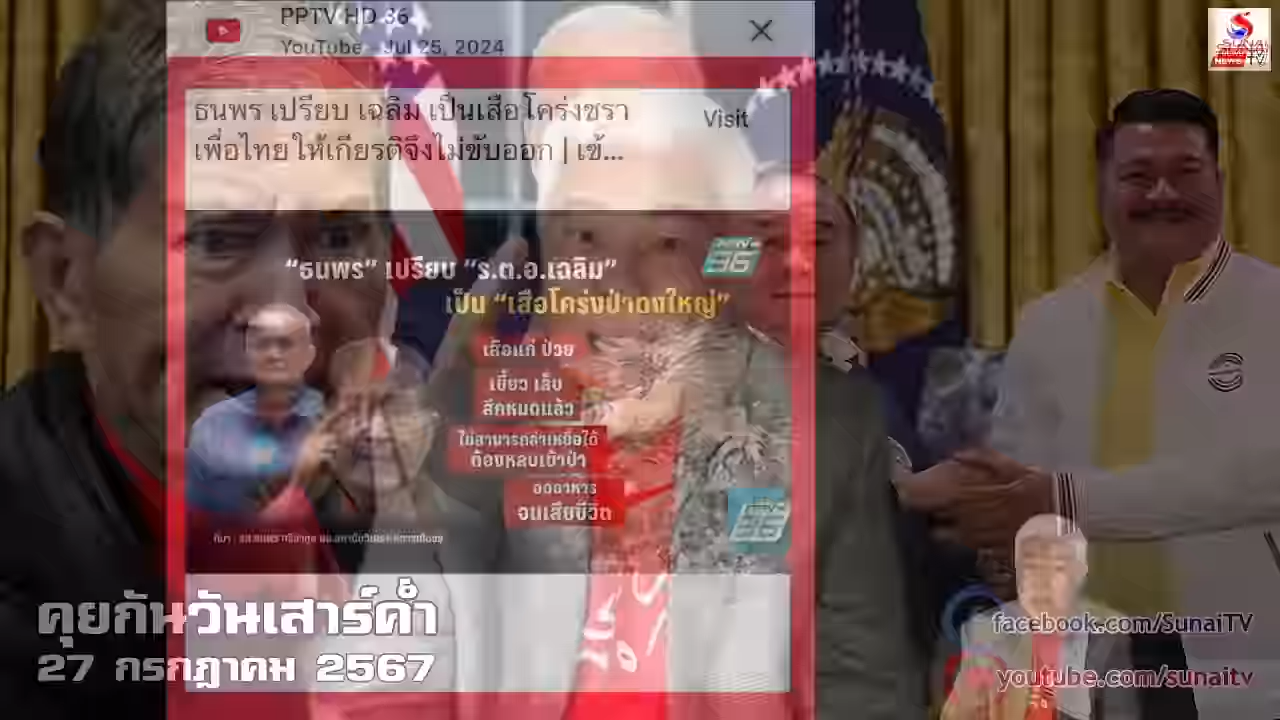 PPTV HD 36
YouTube - Jul 25, 2024
SUNAI
NEWS TV
ธนพร เปรียบ เฉลิม เป็นเสือโคร่งชรา
Visit
เพื่อไทยให้เกียรติจึงไม่ขับออก | เข้...
“ธนพร” เปรียบ “ร.ต.อ.เฉลิม”
36
เป็น “เสือโคร่งป่าดงใหญ่”
เสือแก่ ป่วย
เขี้ยว เล็บ
สึกหมดแล้ว
ไม่สามารถล่าเหยื่อได้
ต้องหลบเข้าป่า
อดอาหาร
จนเสียชีวิต
36
คุยกันวันเสาร์ค่ำ
27 กรกฎาคม 2567
facebook.com/SunaiTV
youtube.com/sunaitv